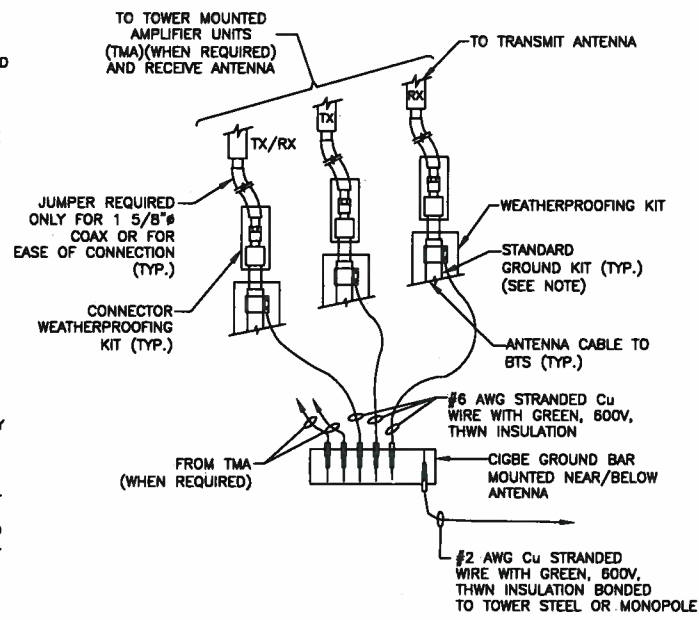 TO TOWER MOUNTED
AMPLIFIER UNITS
(TMA)(WHEN REQUIRED)
AND RECEIVE ANTENNA
TO TRANSMIT ANTENNA
D
TX/RX
TX
RX
JUMPER REQUIRED
ONLY FOR 1 5/8"ø
COAX OR FOR
EASE OF CONNECTION
(TYP.)
WEATHERPROOFING KIT
STANDARD
GROUND KIT (TYP.)
(SEE NOTE)
CONNECTOR
WEATHERPROOFING
KIT (TYP.)
ANTENNA CABLE TO
BTS (TYP.)
#6 AWG STRANDED Cu
WIRE WITH GREEN, 600V,
THWN INSULATION
Y
FROM TMA
(WHEN REQUIRED)
CIGBE GROUND BAR
MOUNTED NEAR/BELOW
ANTENNA
#2 AWG Cu STRANDED
WIRE WITH GREEN, 600V,
THWN INSULATION BONDED
TO TOWER STEEL OR MONOPOLE